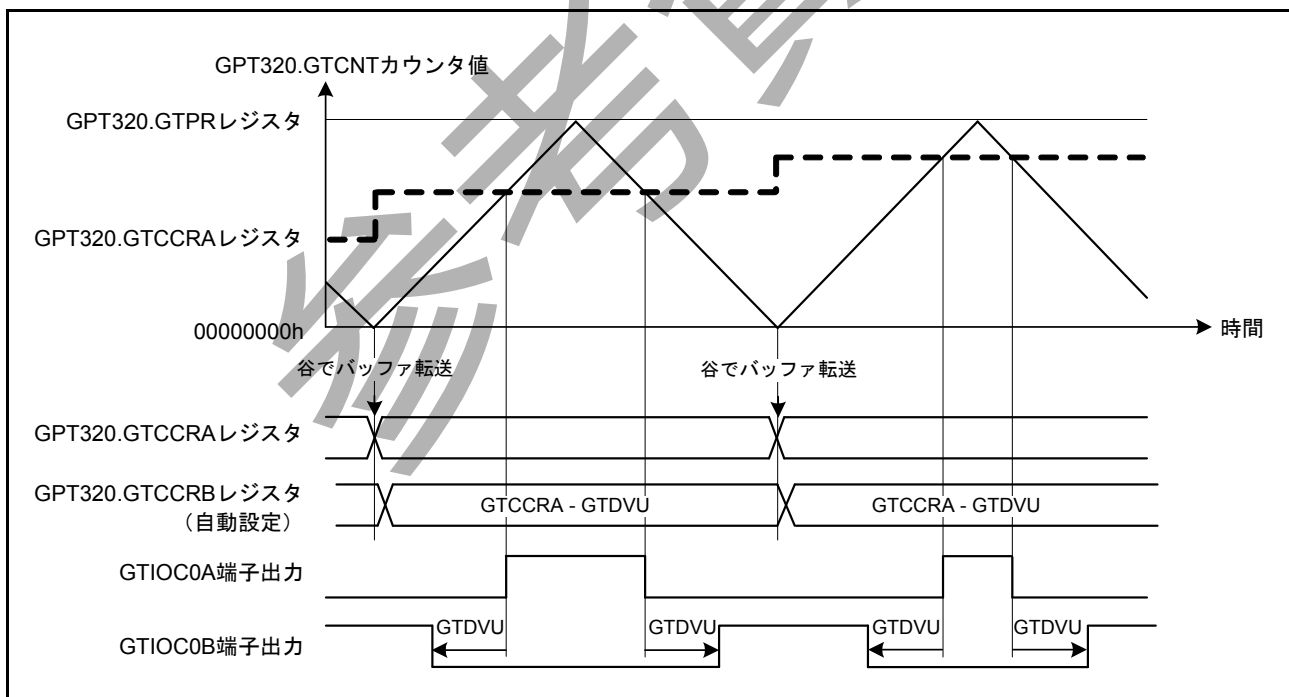 GPT320.GTCNTカウンタ値
GPT320.GTPRレジスタ
GPT320.GTCCRAレジスタ
00000000h
時間
谷でバッファ転送
谷でバッファ転送
GPT320.GTCCRAレジスタ
GPT320.GTCCRBレジスタ
（自動設定）
GTCCRA - GTDVU
GTCCRA - GTDVU
GTIOC0A端子出力
GTIOC0B端子出力
GTDVU
GTDVU
GTDVU
GTDVU
参考